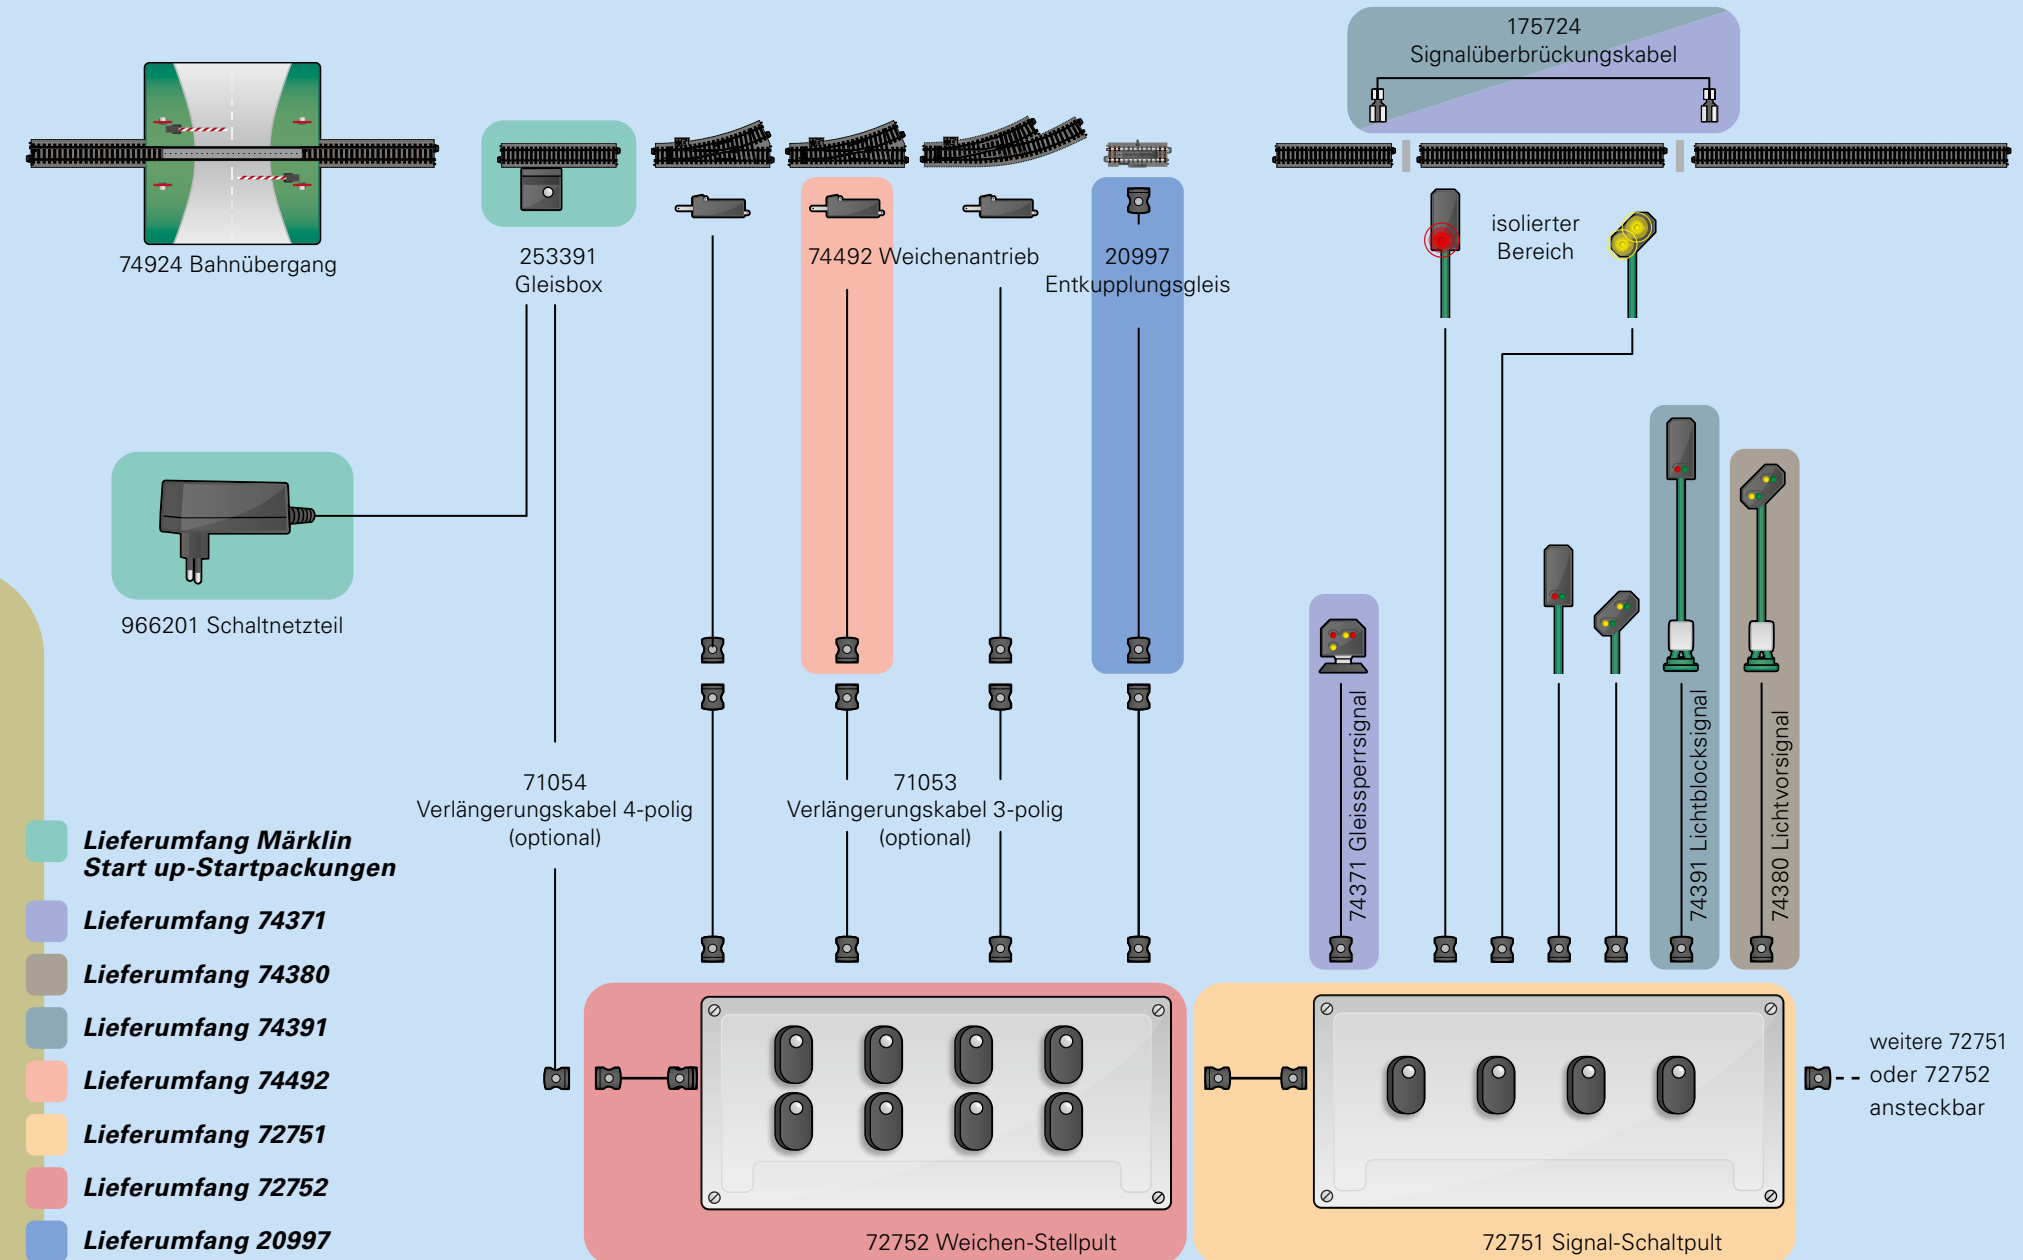 175724
Signalüberbrückungskabel
74924 Bahnübergang
253391
Gleisbox
74492 Weichenantrieb
20997
Entkupplungsgleis
isolierter
Bereich
966201 Schaltnetzteil
71054
Verlängerungskabel 4-polig
(optional)
71053
Verlängerungskabel 3-polig
(optional)
74371 Gleissperrsignal
74391 Lichtblocksignal
74380 Lichtvorsignal
Lieferumfang Märklin
Start up-Startpackungen
Lieferumfang 74371
Lieferumfang 74380
Lieferumfang 74391
Lieferumfang 74492
Lieferumfang 72751
Lieferumfang 72752
Lieferumfang 20997
72752 Weichen-Stellpult
72751 Signal-Schaltpult
weitere 72751
oder 72752
ansteckbar